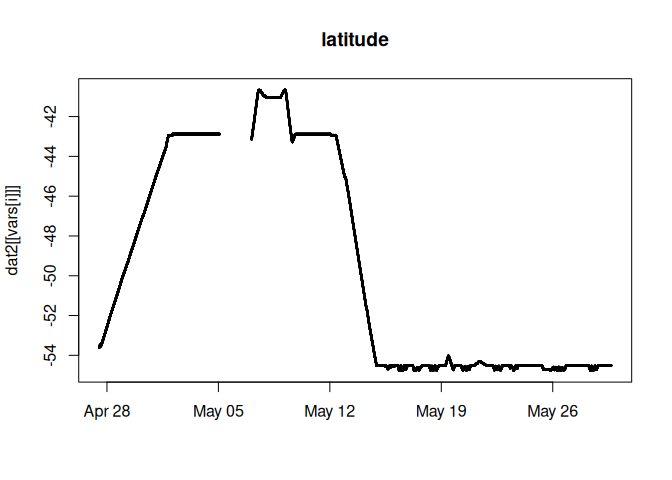 latitude
dat2[[vars[i]]]
-42
-44
-46
-48
-50
-52
-54
Apr 28
May 05
May 12
May 19
May 26